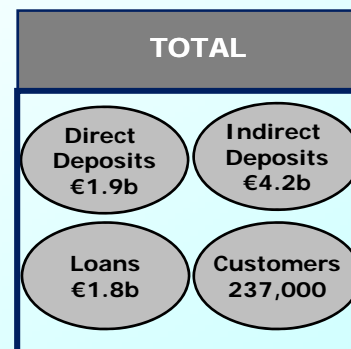 TOTAL
Direct
Deposits
€1.9b
Indirect
Deposits
€4.2b
Loans
€1.8b
Customers
237,000